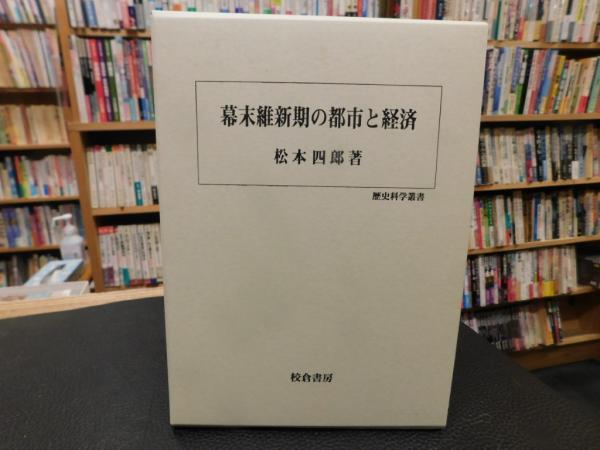 幕末維新期の都市と経済
松本四郎著
歴史科学叢書
校倉書房